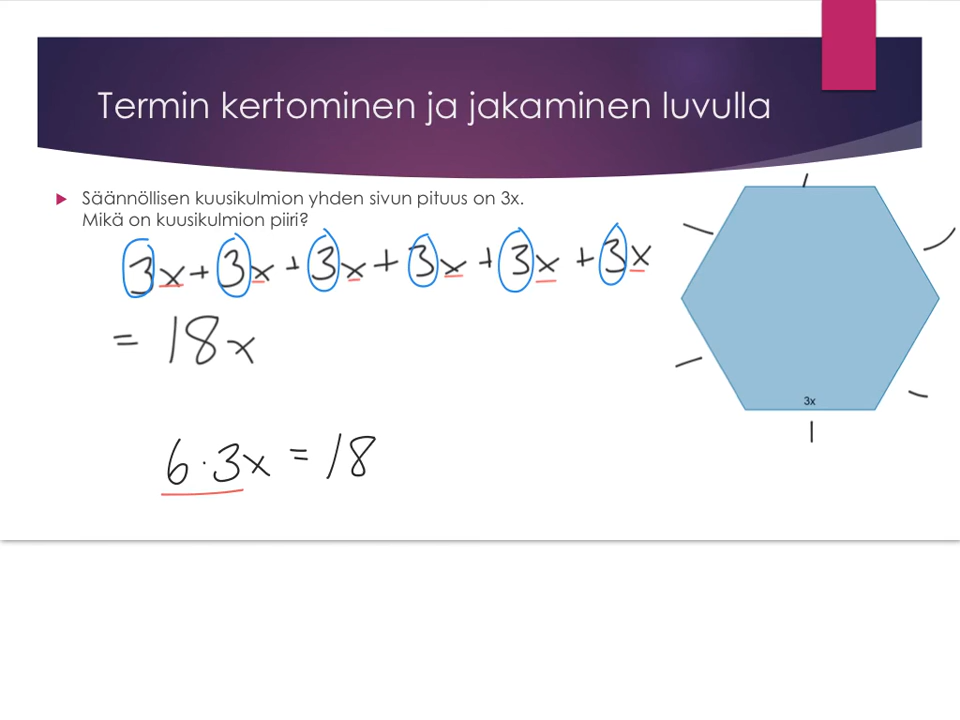 Termin kertominen ja jakaminen luvulla
Säännöllisen kuusikulmion yhden sivun pituus on 3x.
Mikä on kuusikulmion piiri?
3x+3x+3x+3x+3x+3x
= 18x
6·3x = 18
3x